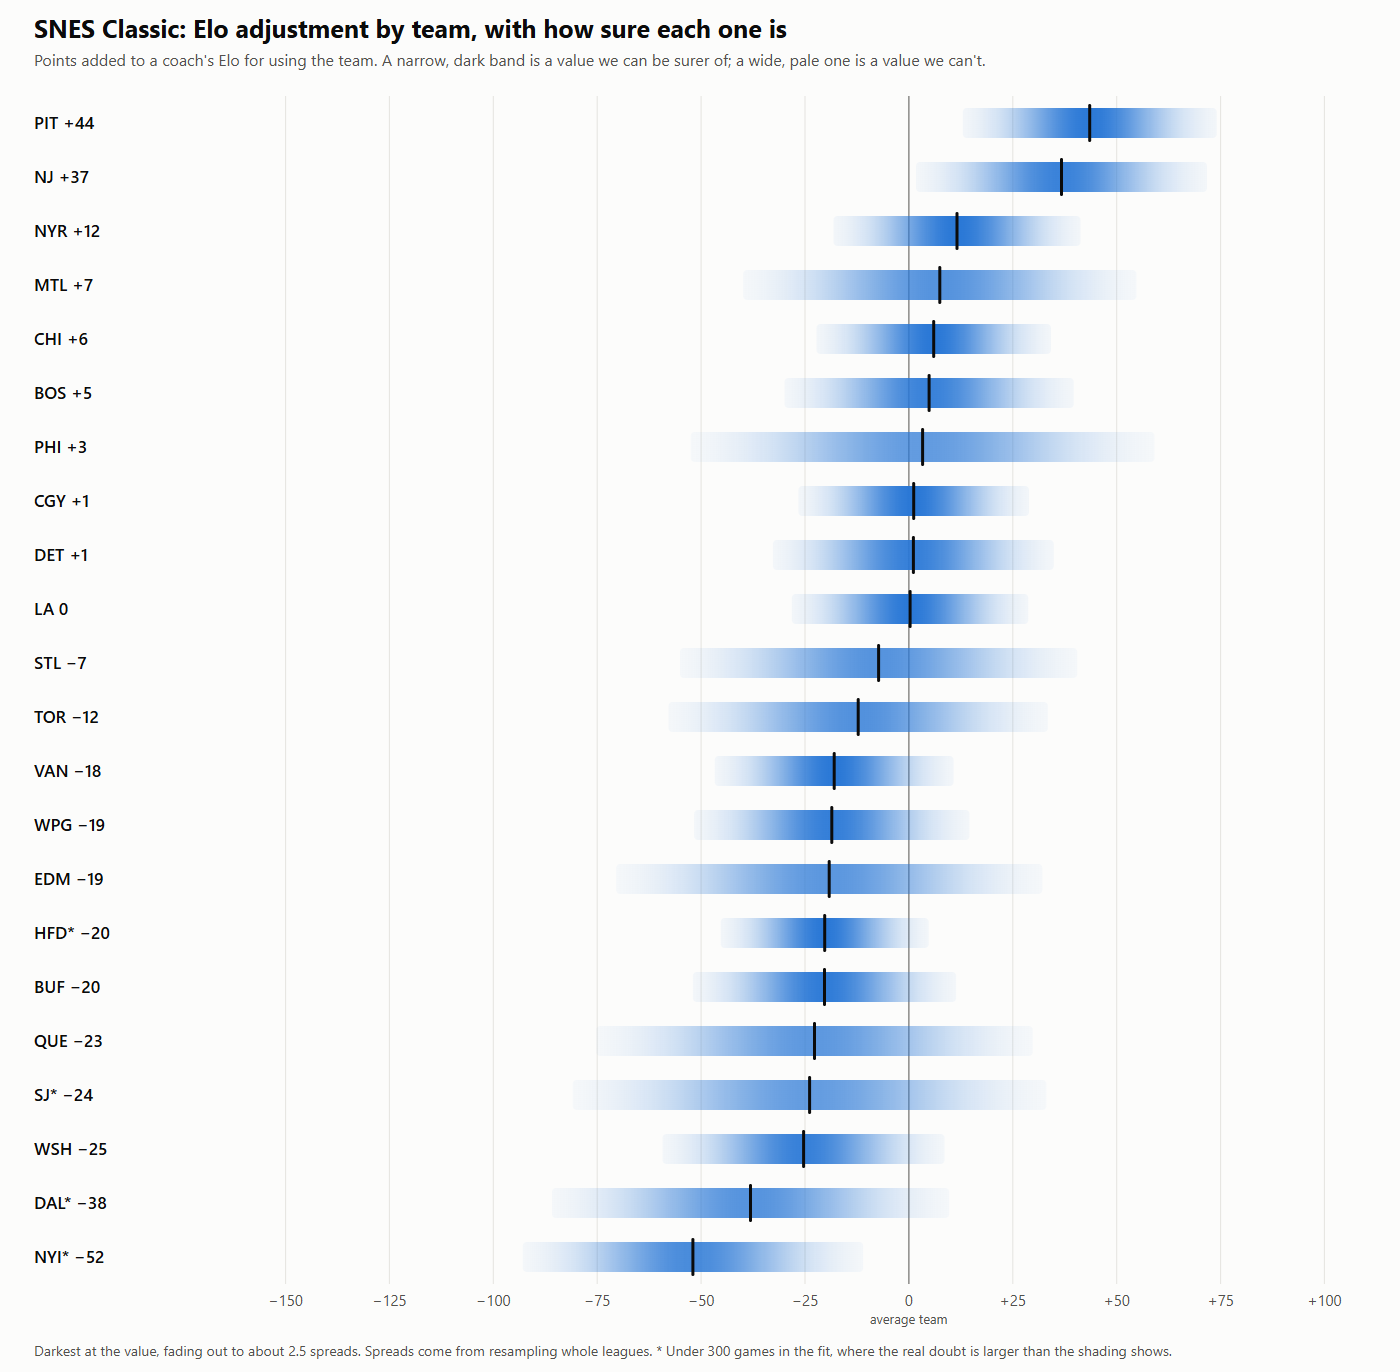 SNES Classic: Elo adjustment by team, with how sure each one is
Points added to a coach's Elo for using the team. A narrow, dark band is a value we can be surer of; a wide, pale one is a value we can't.
PIT +44
NJ +37
NYR +12
MTL +7
CHI +6
BOS +5
PHI +3
CGY +1
DET +1
LA 0
STL −7
TOR −12
VAN −18
WPG −19
EDM −19
HFD* −20
BUF −20
QUE −23
SJ* −24
WSH −25
DAL* −38
NYI* −52
−150 −125 −100 −75 −50 −25 0 +25 +50 +75 +100
average team
Darkest at the value, fading out to about 2.5 spreads. Spreads come from resampling whole leagues. * Under 300 games in the fit, where the real doubt is larger than the shading shows.